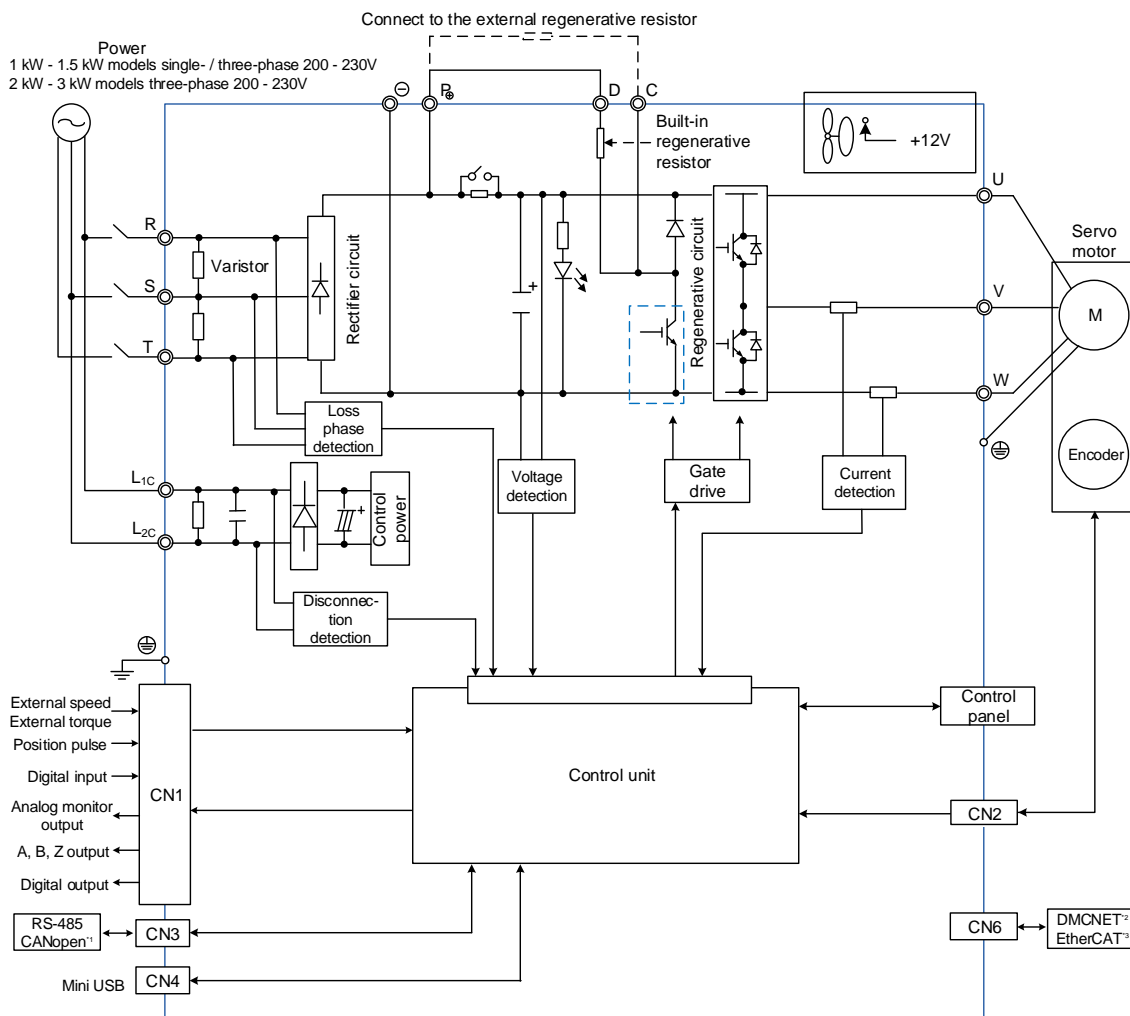 Connect to the external regenerative resistor
Power
1 kW - 1.5 kW models single- / three-phase 200 - 230V
2 kW - 3 kW models three-phase 200 - 230V
⊖
P⊕
D
C
Built-in
regenerative
resistor
+12V
U
R
Varistor
Rectifier circuit
Regenerative circuit
Servo
motor
S
V
M
T
W
Loss
phase
detection
Voltage
detection
Gate
drive
Current
detection
Encoder
L1C
+
+
Control
power
L2C
Disconnec-
tion
detection
External speed
External torque
Position pulse
Digital input
CN1
Analog monitor
output
A, B, Z output
Digital output
Control unit
Control
panel
CN2
RS-485
CANopen*1
CN3
CN6
DMCNET*2
EtherCAT*3
Mini USB
CN4